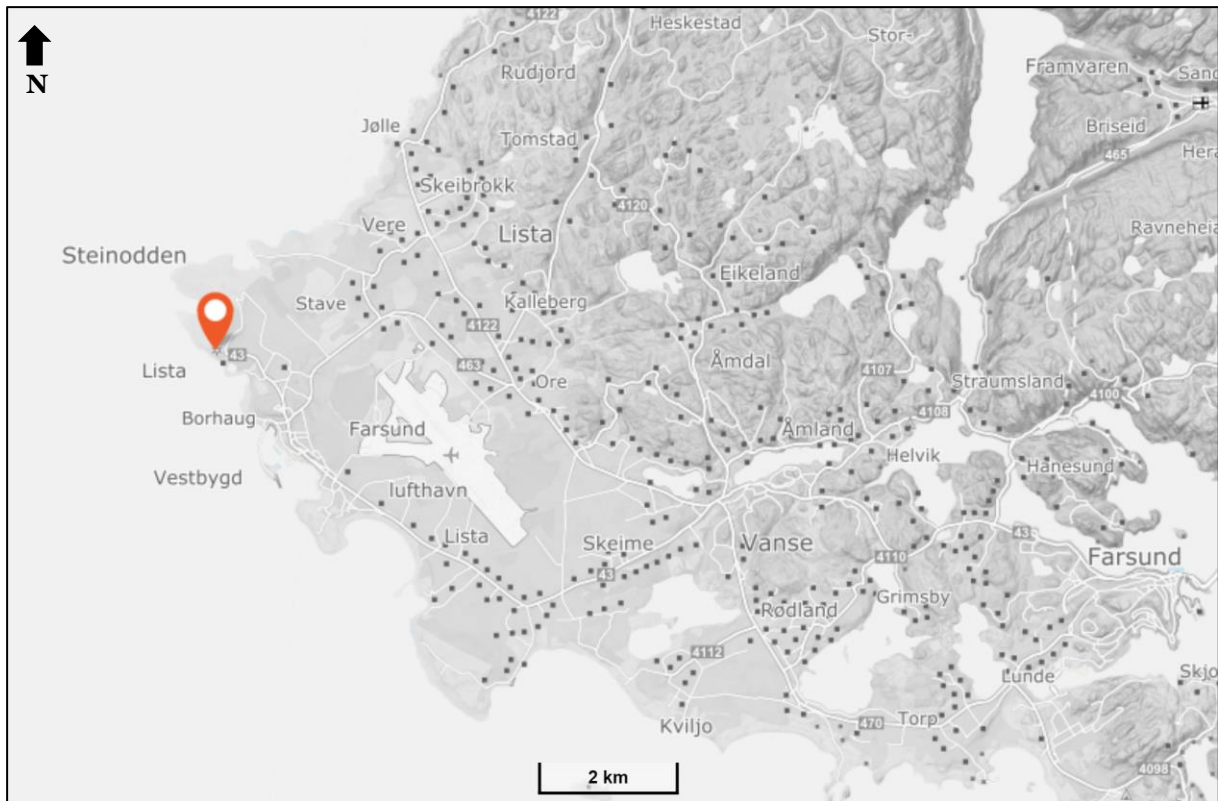 4122
Heskestad
Stor-
N
Rudjord
Framvaren
Sand
Jølle
Tomstad
Briseid
465
Hera
Skeibrokk
4120
Vere
Lista
Ravneheia
Steinodden
Eikeland
Stave
Kalleberg
4122
43
463
Åmdal
Lista
Ore
4107
Straumsland
4100
Borhaug
4108
Farsund
Åmland
Helvik
Hananesund
Vestbygd
lufthavn
Lista
Skeime
Vanse
43
4110
Farsund
43
Rødland
Grimsby
4112
Lunde
Skjo
Kviljo
470
Torp
2 km
4098